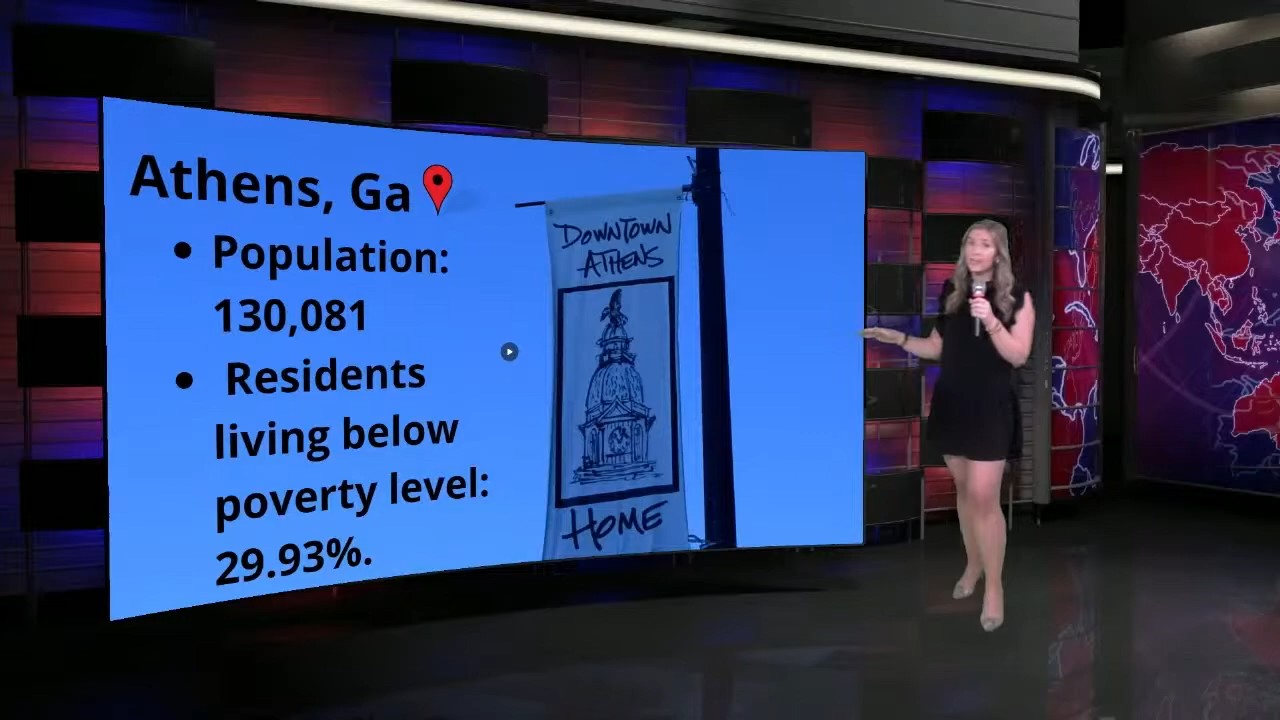 Athens, Ga
• Population:
130,081
• Residents
living below
poverty level:
29.93%.
DOWNTOWN
ATHENS
HOME